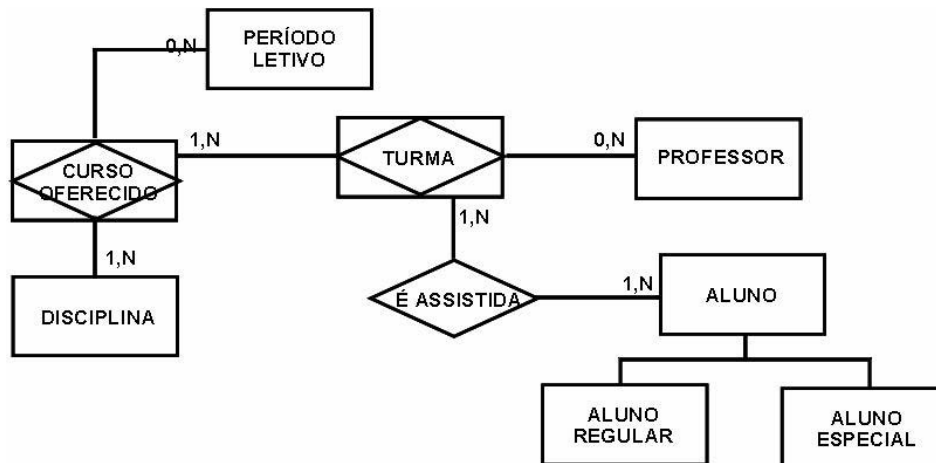 PERÍODO
LETIVO
0,N
1,N
TURMA
0,N
PROFESSOR
CURSO
OFERECIDO
1,N
1,N
DISCIPLINA
É ASSISTIDA
1,N
ALUNO
ALUNO
REGULAR
ALUNO
ESPECIAL